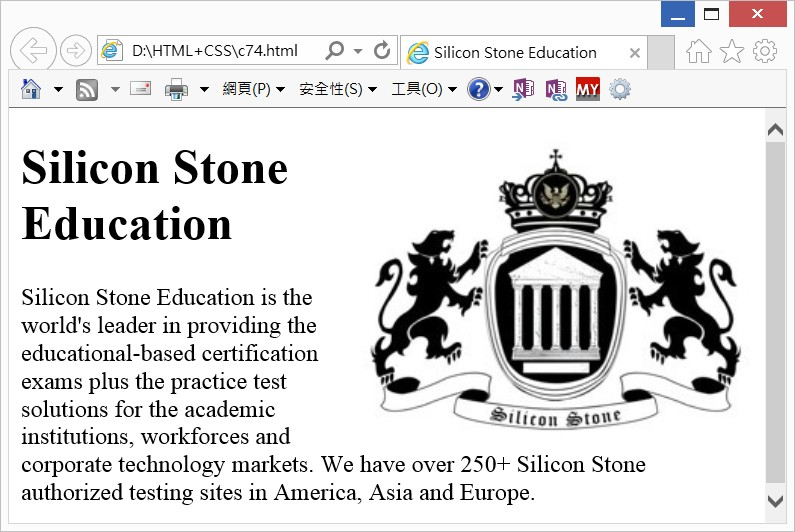 D:\HTML+CSS\c74.html
Silicon Stone Education
網頁(P)
安全性(S)
工具(O)
?
MY
Silicon Stone
Education
Silicon Stone Education is the
world's leader in providing the
educational-based certification
exams plus the practice test
solutions for the academic
institutions, workforces and
corporate technology markets. We have over 250+ Silicon Stone
authorized testing sites in America, Asia and Europe.
Silicon Stone